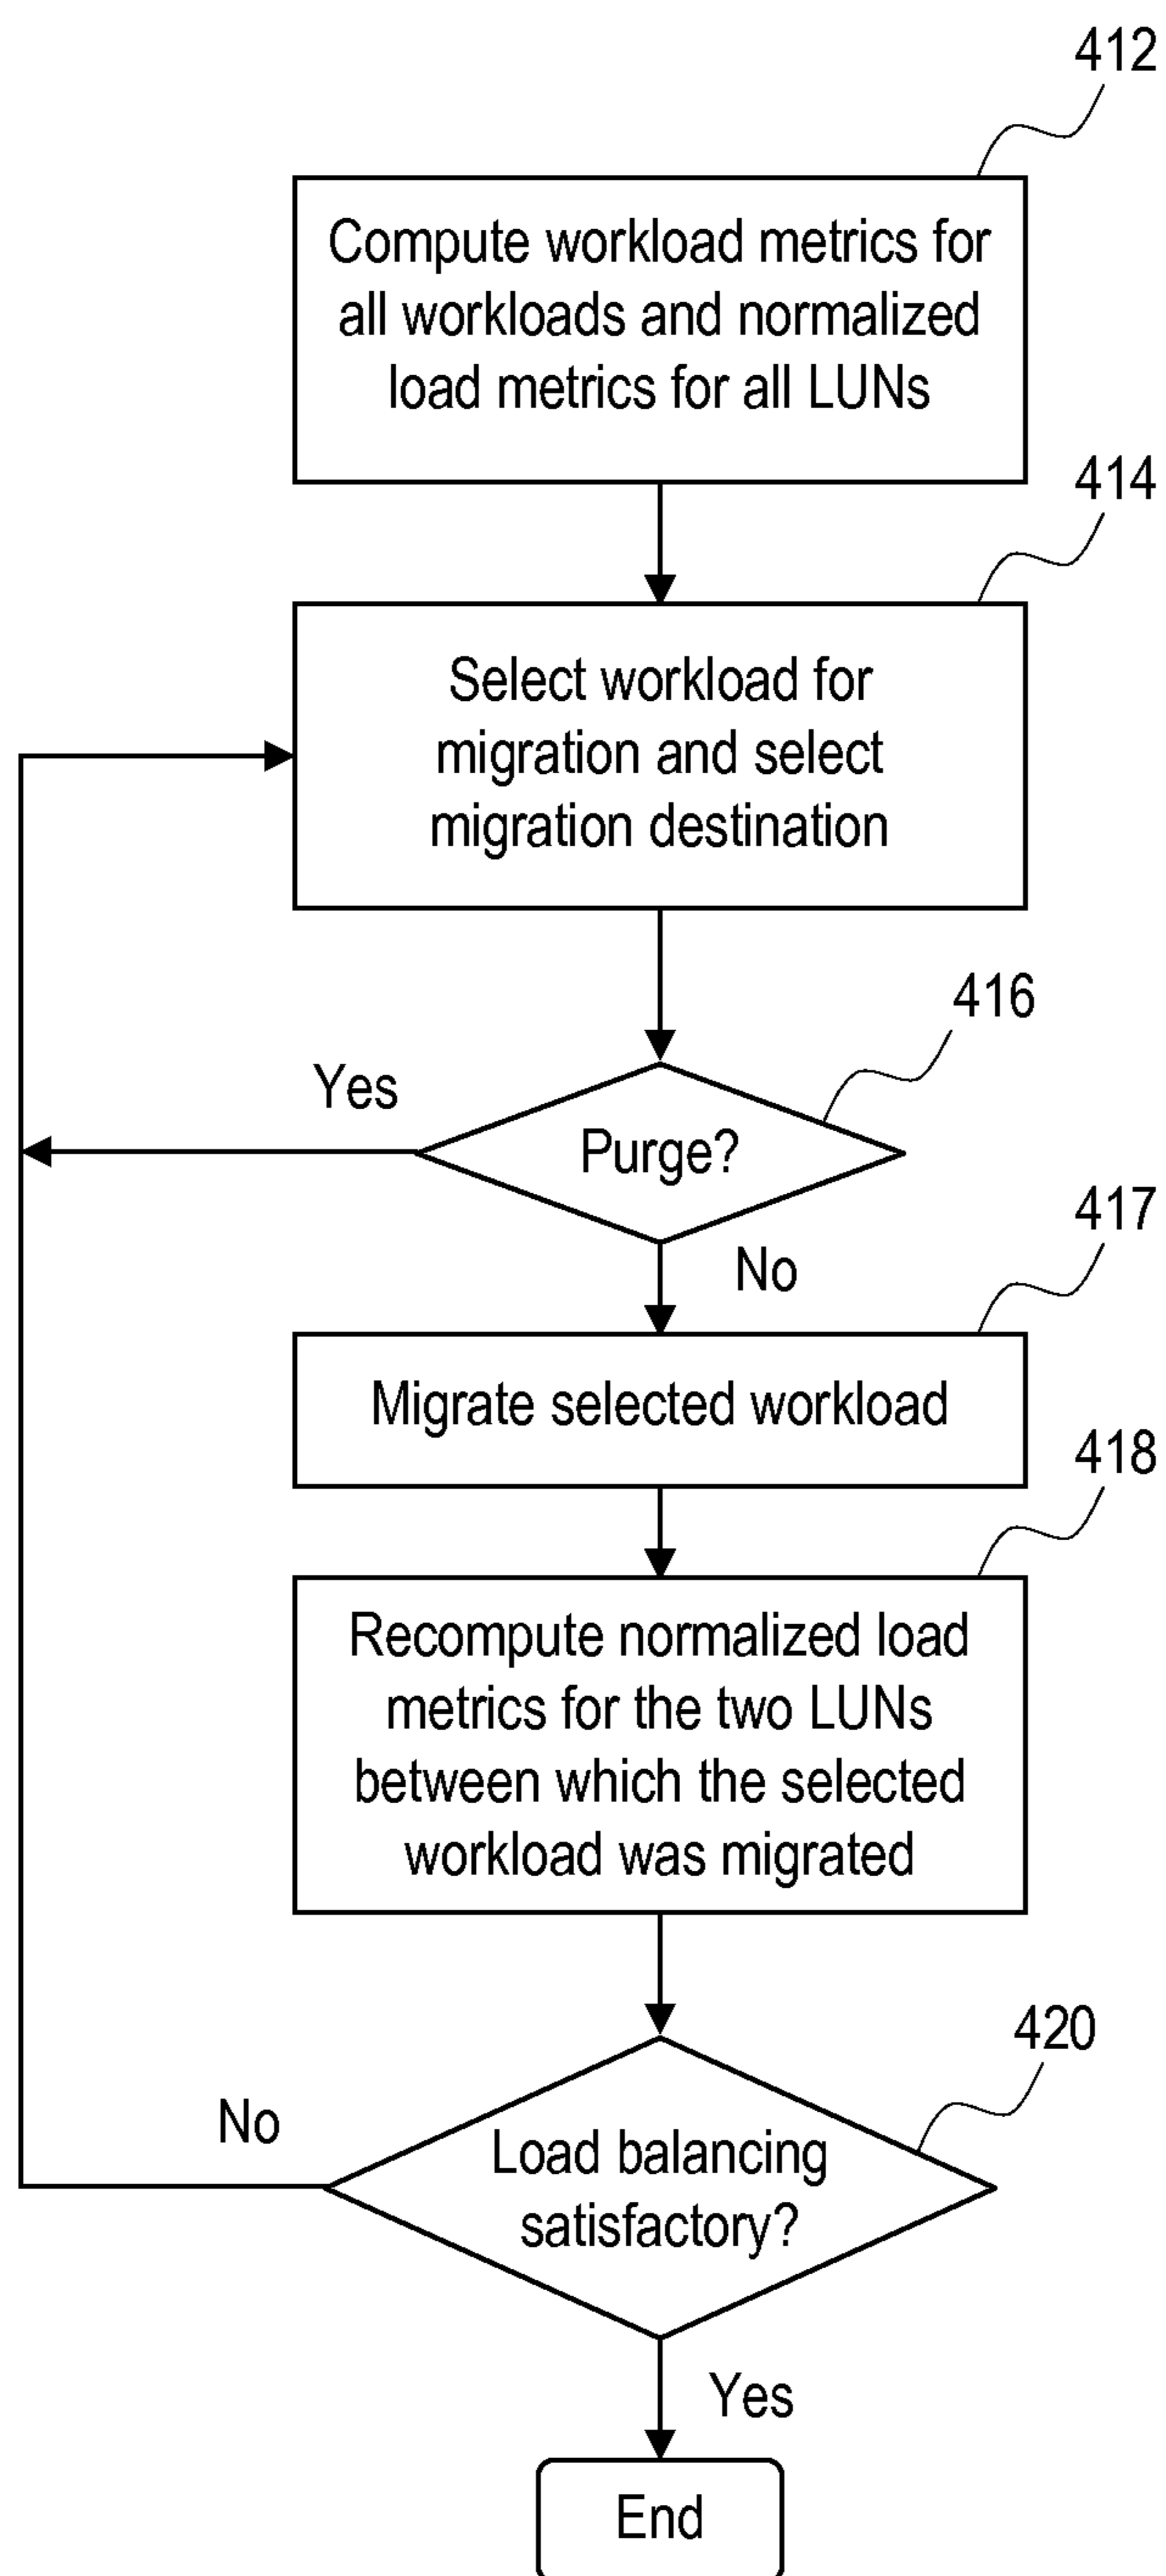 412
Compute workload metrics for
all workloads and normalized
load metrics for all LUNs
414
Select workload for
migration and select
migration destination
416
Yes
Purge?
No
417
Migrate selected workload
418
Recompute normalized load
metrics for the two LUNs
between which the selected
workload was migrated
420
No
Load balancing
satisfactory?
Yes
End